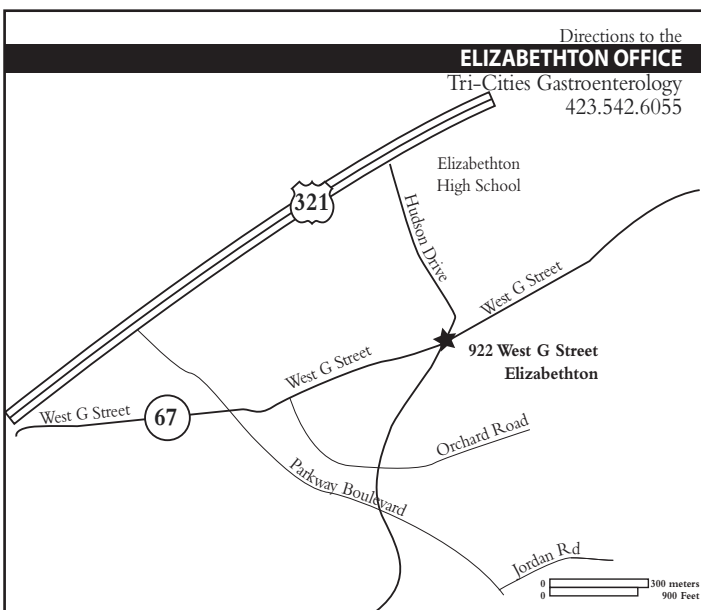 Directions to the
ELIZABETHTON OFFICE
Tri-Cities Gastroenterology
423.542.6055
Elizabethton
High School
321
Hudson Drive
West G Street
922 West G Street
Elizabethton
West G Street
West G Street
67
Orchard Road
Parkway Boulevard
Jordan Rd
0 300 meters
0 900 Feet